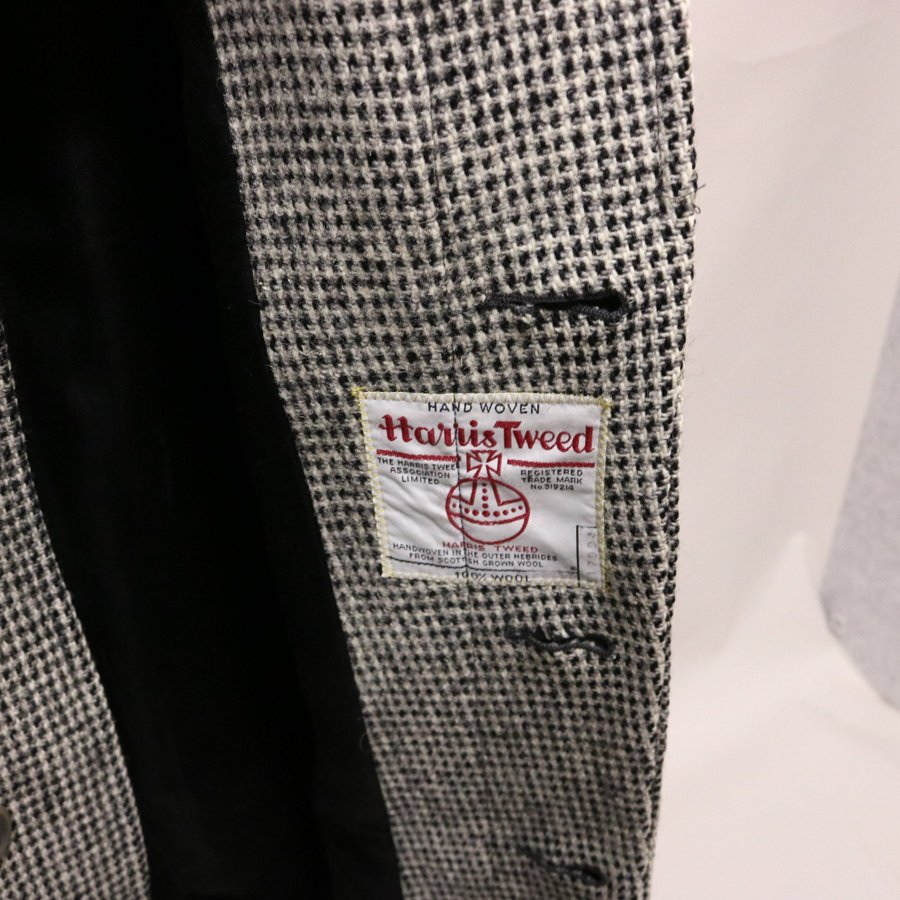 HAND WOVEN
Harris Tweed
THE HARRIS TWEE
ASSOCIATION
LIMITED
REGISTERED
TRADE MARK
No.319214
HARRIS TWEED
HANDWOVEN IN THE OUTER HEBRIDES
FROM SCOTTISH GROWN WOOL
100% WOOL